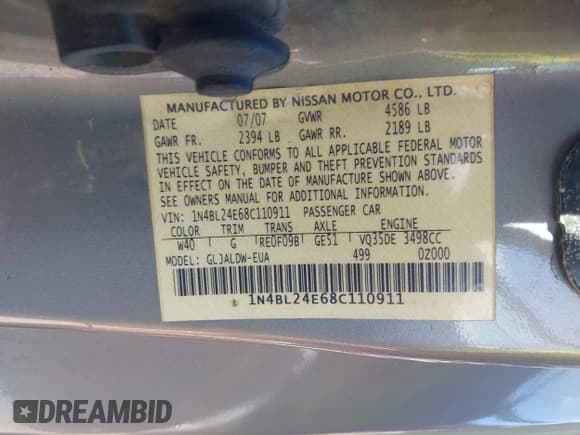 MANUFACTURED BY NISSAN MOTOR CO., LTD.
DATE 07/07 GVWR 4586 LB
GAWR FR. 2394 LB GAWR RR. 2189 LB
THIS VEHICLE CONFORMS TO ALL APPLICABLE FEDERAL MOTOR
VEHICLE SAFETY, BUMPER AND THEFT PREVENTION STANDARDS
IN EFFECT ON THE DATE OF MANUFACTURE SHOWN ABOVE.
SEE OWNERS MANUAL FOR ADDITIONAL INFORMATION.
VIN: 1N4BL24E68C110911 PASSENGER CAR
COLOR TRIM TRANS AXLE ENGINE
W40 G RE0F09B GE51 VQ35DE 3498CC
MODEL: GLJALDW-EUA 499 0Z000
1N4BL24E68C110911
DREAMBID